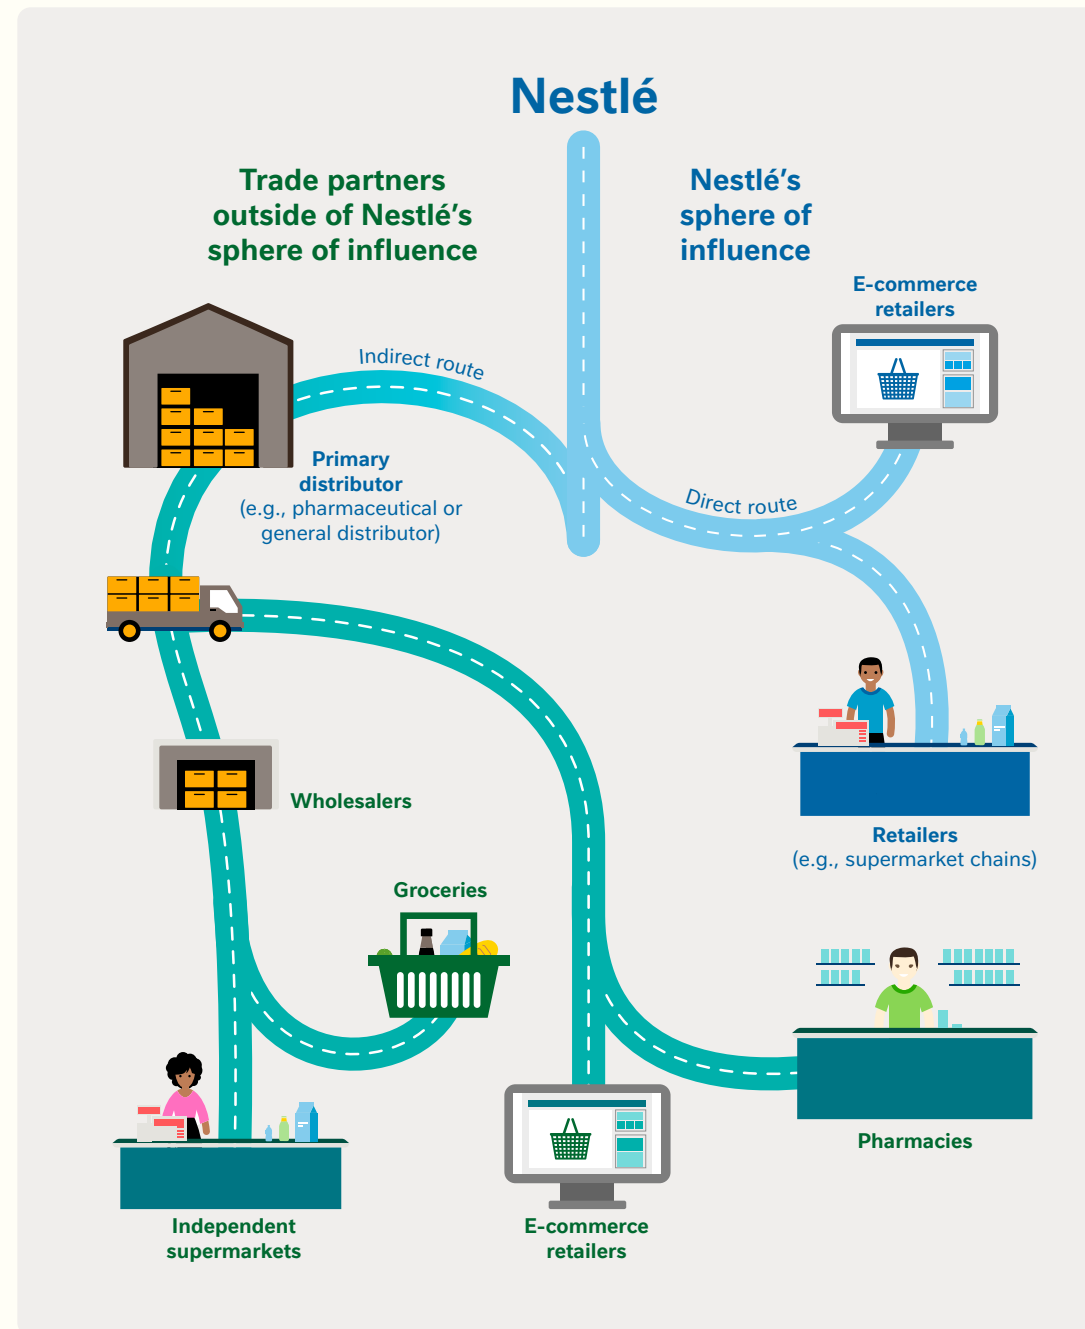 Nestlé
Trade partners
outside of Nestlé's
sphere of influence
Nestlé's
sphere of
influence
E-commerce
retailers
Indirect route
Primary
distributor
(e.g., pharmaceutical or
general distributor)
Direct route
Wholesalers
Retailers
(e.g., supermarket chains)
Groceries
Pharmacies
Independent
supermarkets
E-commerce
retailers